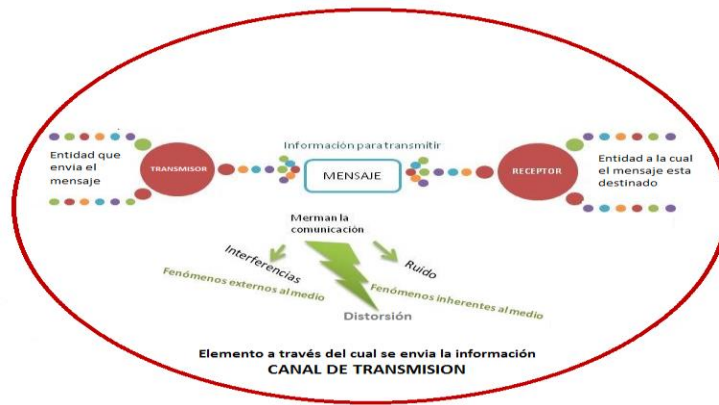 Información para transmitir
Entidad que
envia el
mensaje
TRANSMISOR
MENSAJE
RECEPTOR
Entidad a la cual
el mensaje esta
destinado
Merman la
comunicación
Interferencias
Ruido
Fenómenos externos al medio
Fenómenos inherentes al medio
Distorsión
Elemento a través del cual se envia la información
CANAL DE TRANSMISION